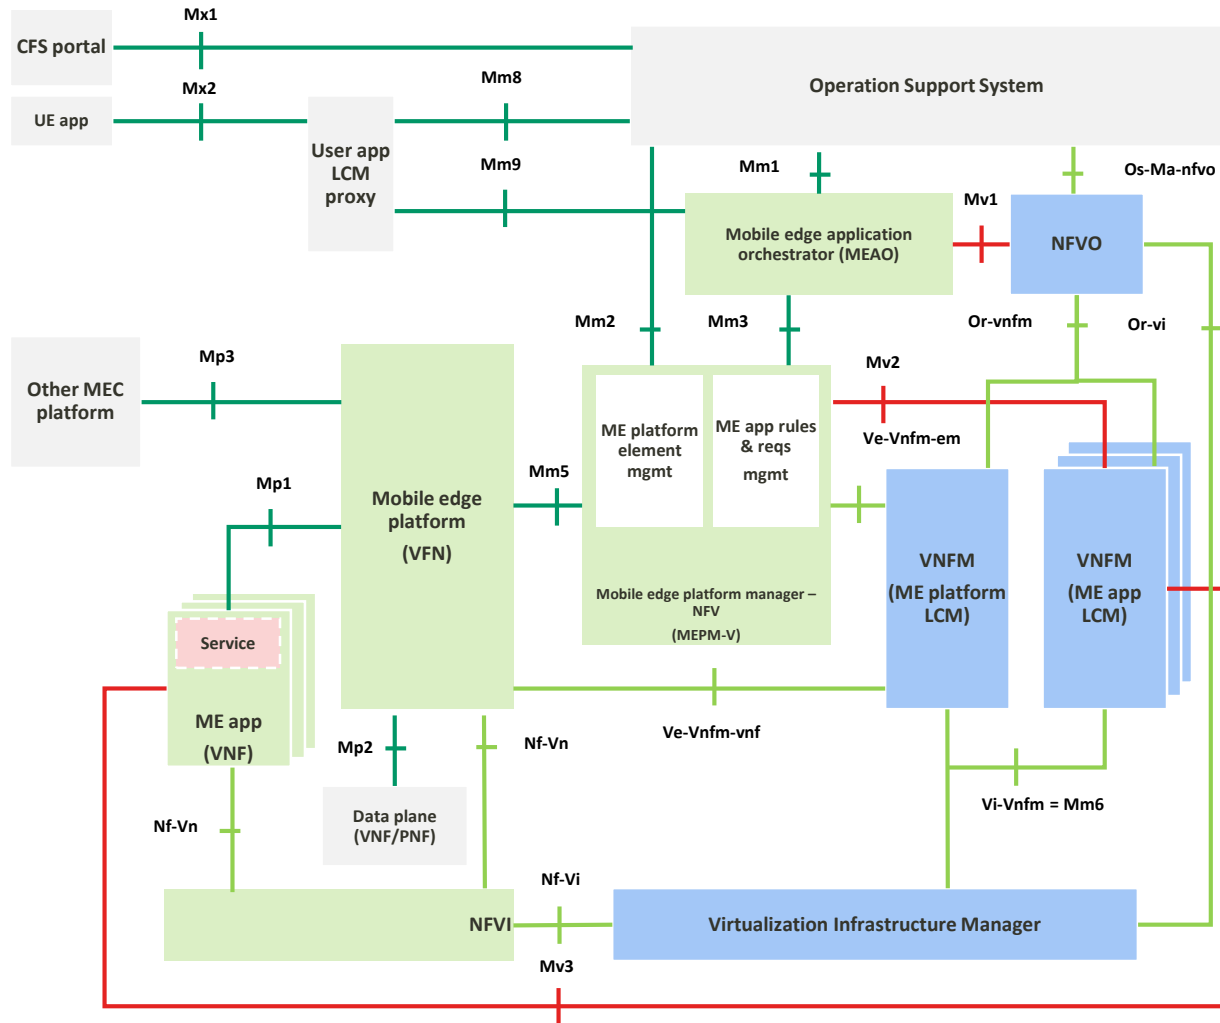 Mx1
CFS portal
Operation Support System
Mx2
UE app
Mm8
User app
LCM
proxy
Mm9
Mm1
Os-Ma-nfvo
Mobile edge application
orchestrator (MEAO)
Mv1
NFVO
Mm2
Mm3
Or-vnfm
Or-vi
Other MEC
platform
Mp3
Mv2
Ve-Vnfm-em
ME platform
element
mgmt
ME app rules
& reqs
mgmt
Mp1
Mobile edge
platform
(VFN)
Mm5
Mobile edge platform manager –
NFV
(MEPM-V)
VNFM
(ME platform
LCM)
VNFM
(ME app
LCM)
Service
ME app
(VNF)
Mp2
Nf-Vn
Ve-Vnfm-vnf
Data plane
(VNF/PNF)
Vi-Vnfm = Mm6
Nf-Vn
NFVI
Nf-Vi
Virtualization Infrastructure Manager
Mv3